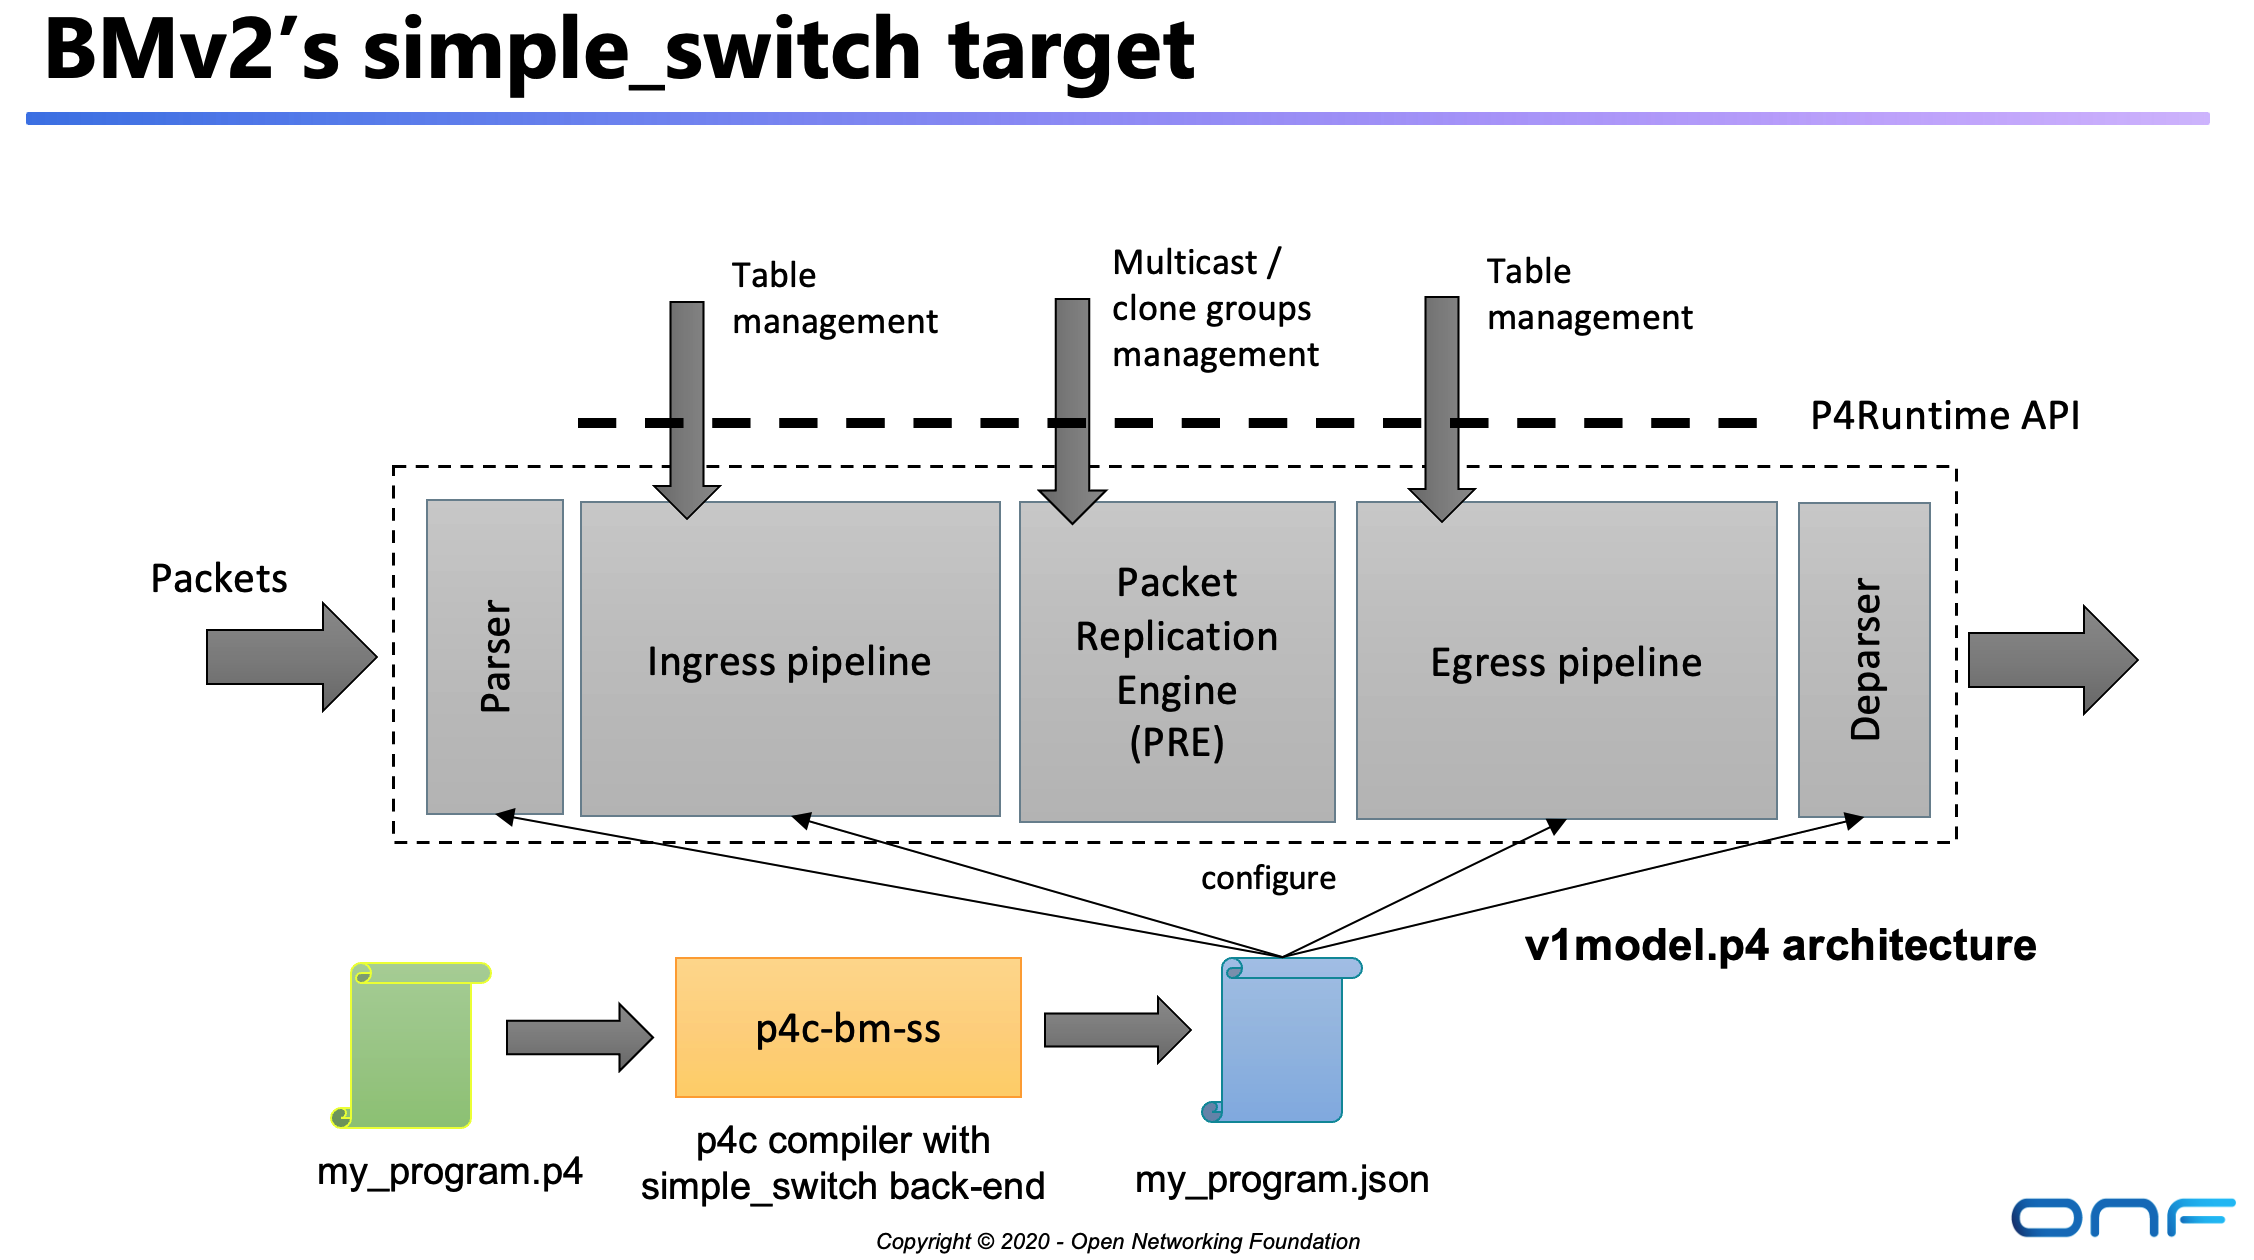 BMv2’s simple_switch target
Table
management
Multicast /
clone groups
management
Table
management
P4Runtime API
Packets
Parser
Ingress pipeline
Packet
Replication
Engine
(PRE)
Egress pipeline
Deparser
configure
v1model.p4 architecture
p4c-bm-ss
my_program.p4
p4c compiler with
simple_switch back-end
my_program.json
Copyright © 2020 - Open Networking Foundation
ONF